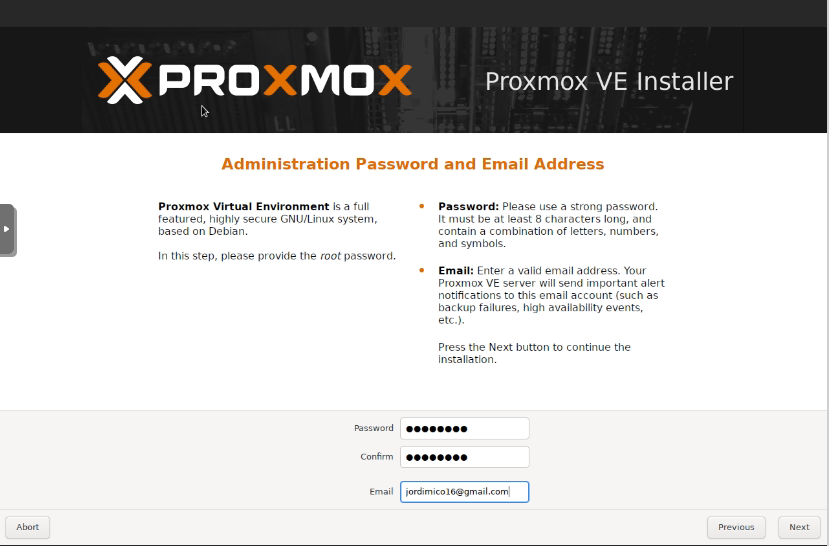 PROXMOX
Proxmox VE Installer
Administration Password and Email Address
Proxmox Virtual Environment is a full
featured, highly secure GNU/Linux system,
based on Debian.
In this step, please provide the root password.
Password: Please use a strong password.
It must be at least 8 characters long, and
contain a combination of letters, numbers,
and symbols.
Email: Enter a valid email address. Your
Proxmox VE server will send important alert
notifications to this email account (such as
backup failures, high availability events,
etc.).
Press the Next button to continue the
installation.
Password ●●●●●●●●
Confirm ●●●●●●●●
Email jordimico16@gmail.com
Abort Previous Next